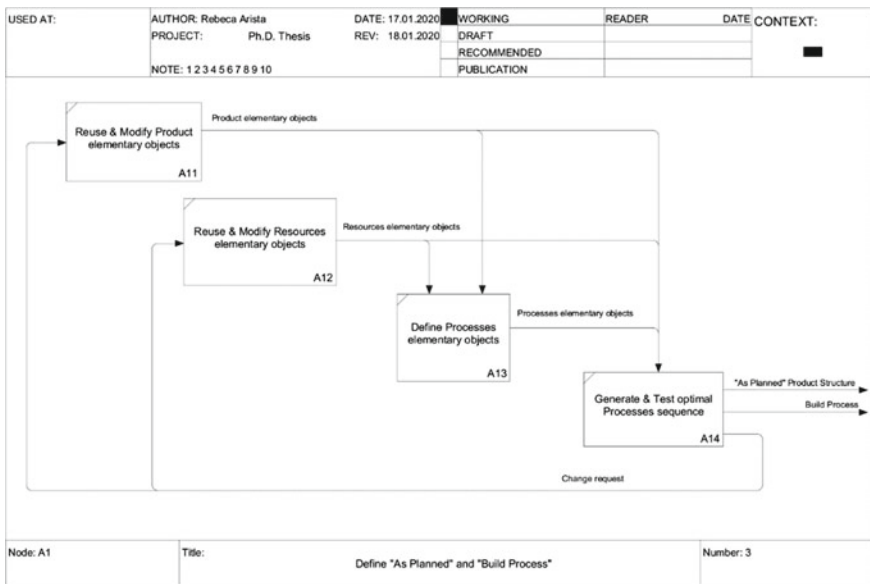 USED AT:
AUTHOR: Rebeca Arista
DATE: 17.01.2020
WORKING
READER
DATE
CONTEXT:
PROJECT: Ph.D. Thesis
REV: 18.01.2020
DRAFT
RECOMMENDED
NOTE: 1 2 3 4 5 6 7 8 9 10
PUBLICATION
Product elementary objects
Reuse & Modify Product
elementary objects
A11
Resources elementary objects
Reuse & Modify Resources
elementary objects
A12
Processes elementary objects
Define Processes
elementary objects
A13
"As Planned" Product Structure
Generate & Test optimal
Processes sequence
Build Process
A14
Change request
Node: A1
Title:
Define "As Planned" and "Build Process"
Number: 3